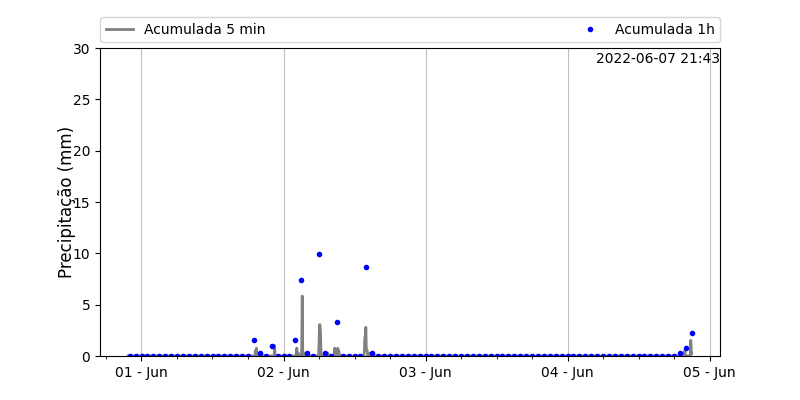 Acumulada 5 min
Acumulada 1h
2022-06-07 21:43
Precipitação (mm)
30
25
20
15
10
5
0
01 - Jun
02 - Jun
03 - Jun
04 - Jun
05 - Jun